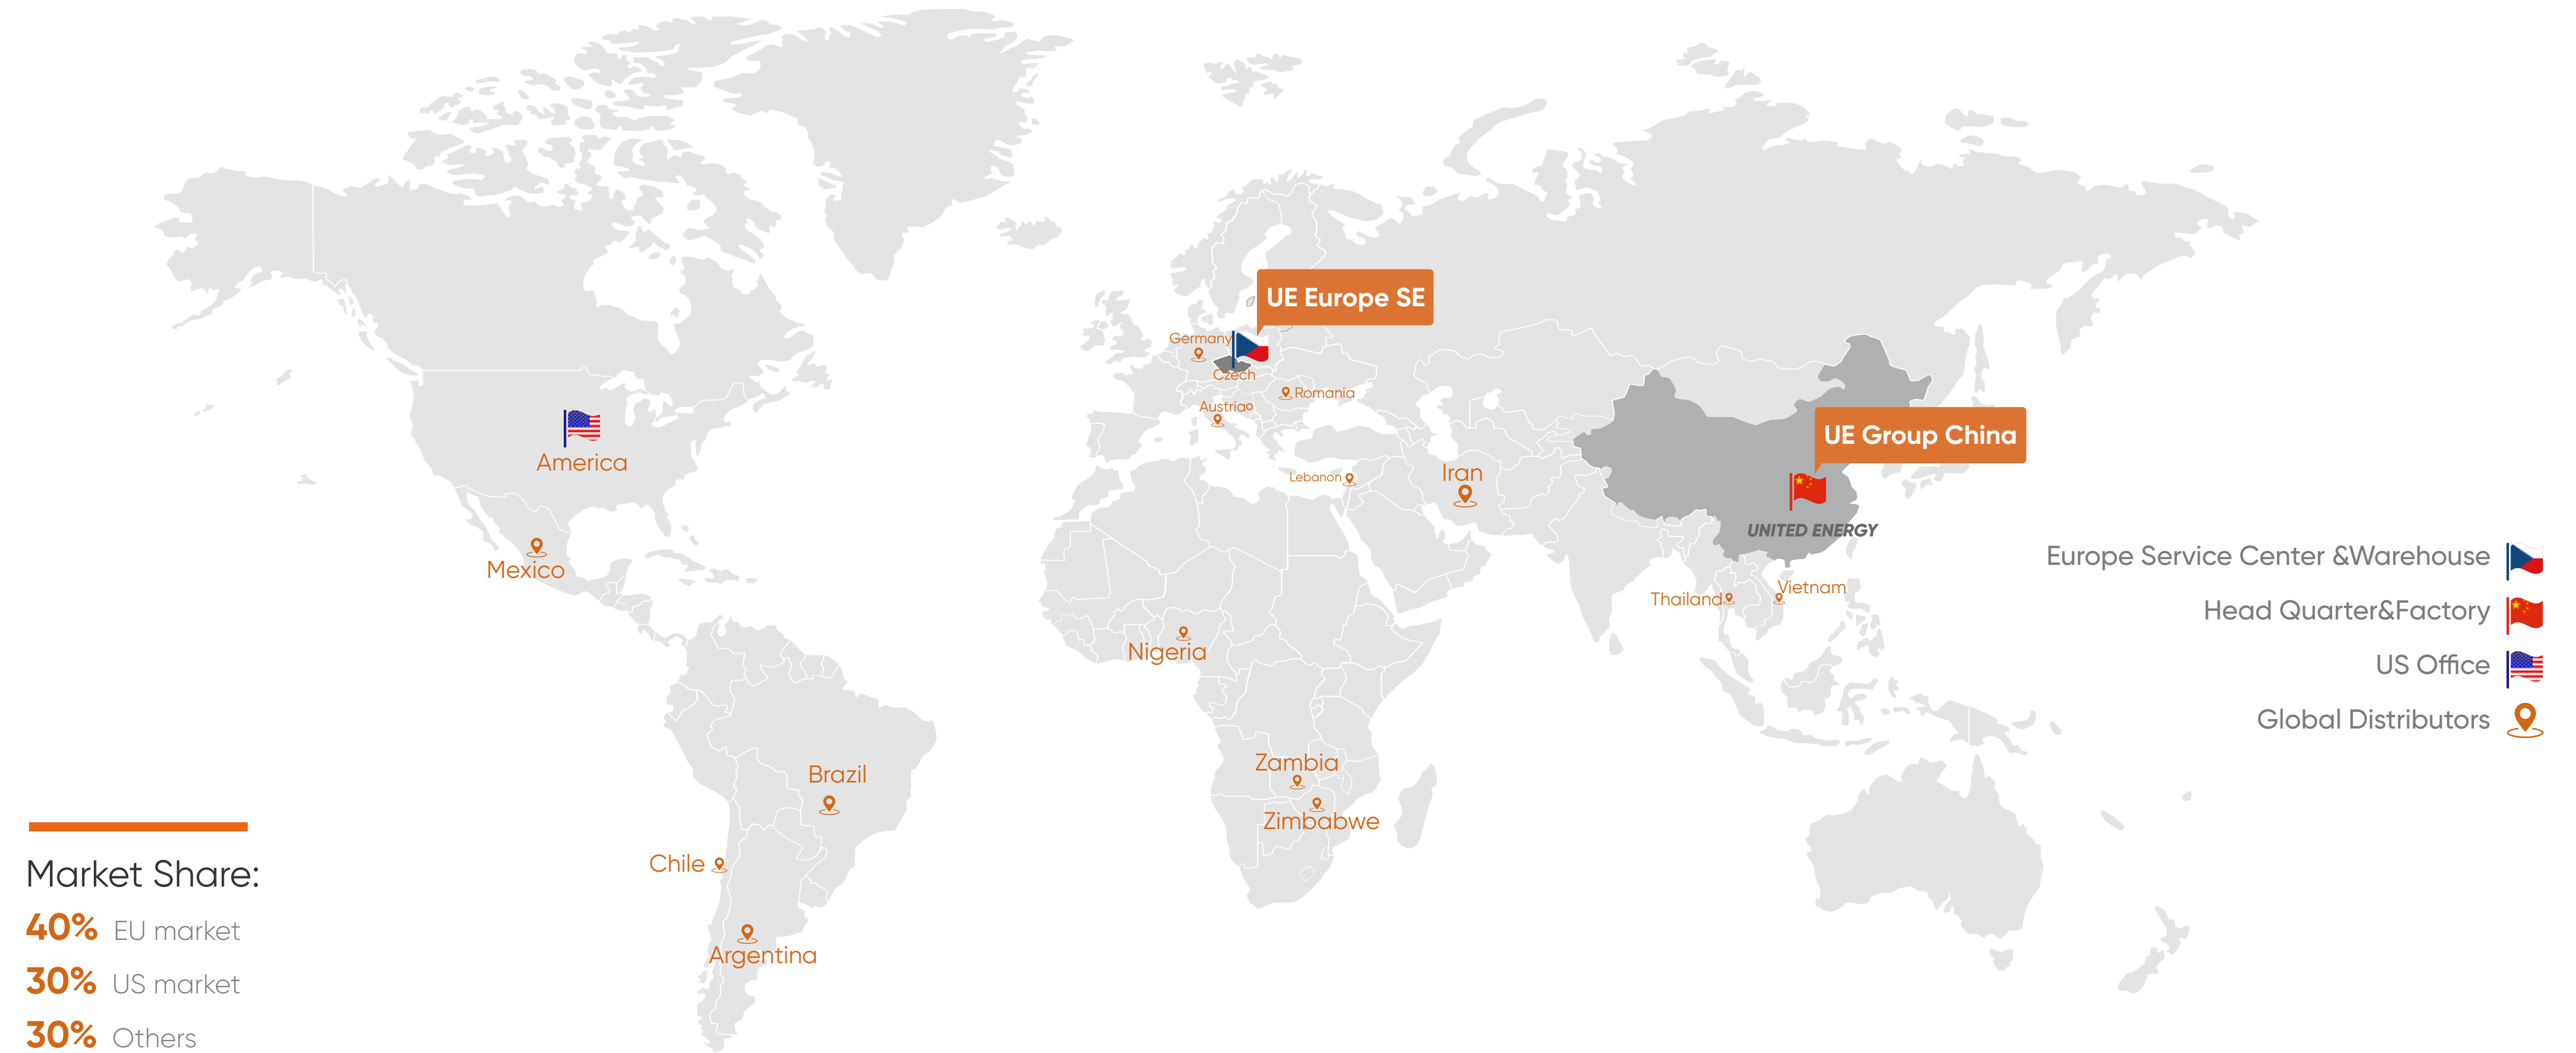 UE Europe SE
Germany
Czech
Romania
Austria
UE Group China
America
Lebanon
Iran
UNITED ENERGY
Mexico
Thailand
Vietnam
Nigeria
Zambia
Zimbabwe
Brazil
Chile
Argentina
Europe Service Center &Warehouse
Head Quarter&Factory
US Office
Global Distributors
Market Share:
40% EU market
30% US market
30% Others